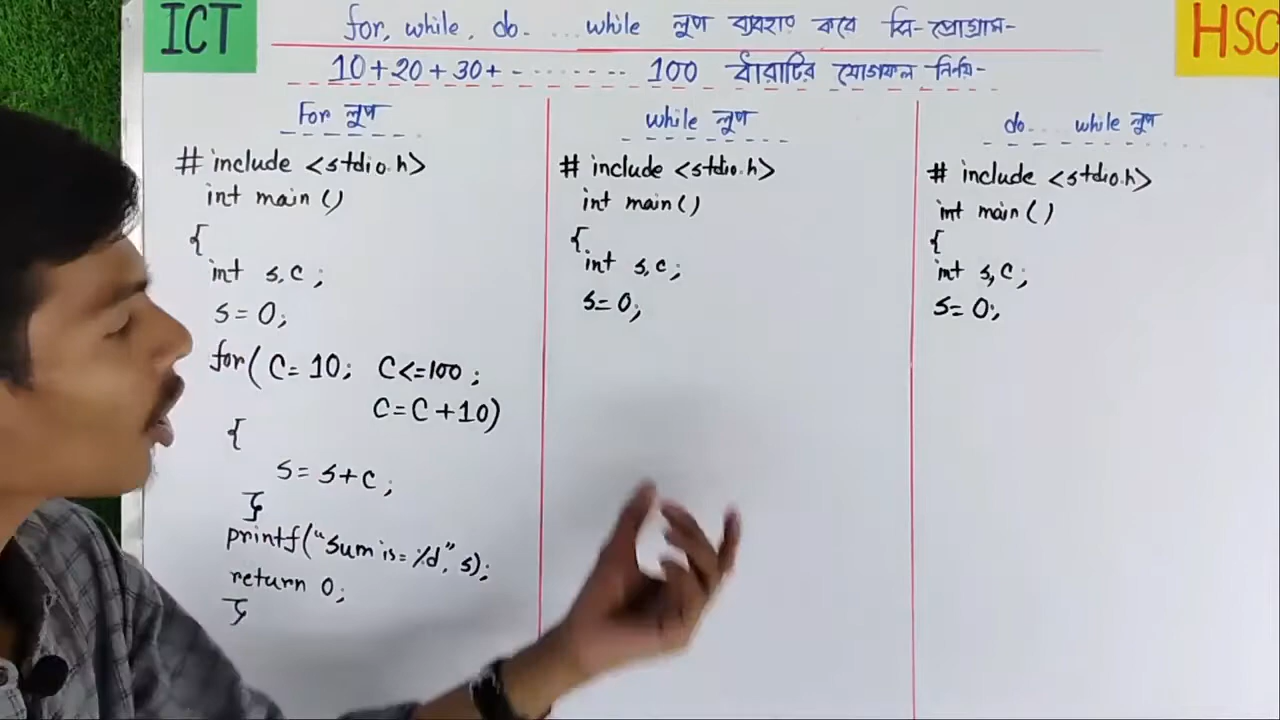 ICT
for, while, do....while লুপ ব্যবহার করে সি-প্রোগ্রাম-
HSC
10+20+30+-------- 100 ধারাটির যোগফল নির্ণয়-
For লুপ
# include <stdio.h>
int main ()
{
int s,c ;
s = 0;
for( C= 10; C<=100 ;
C=C+10)
{
s= s+c ;
}
printf("Sum is= %d", s);
return 0;
}
while লুপ
# include <stdio.h>
int main()
{
int s,c ;
s=0;
do.... while লুপ
# include <stdio.h>
int main()
{
int s,c ;
s= 0;